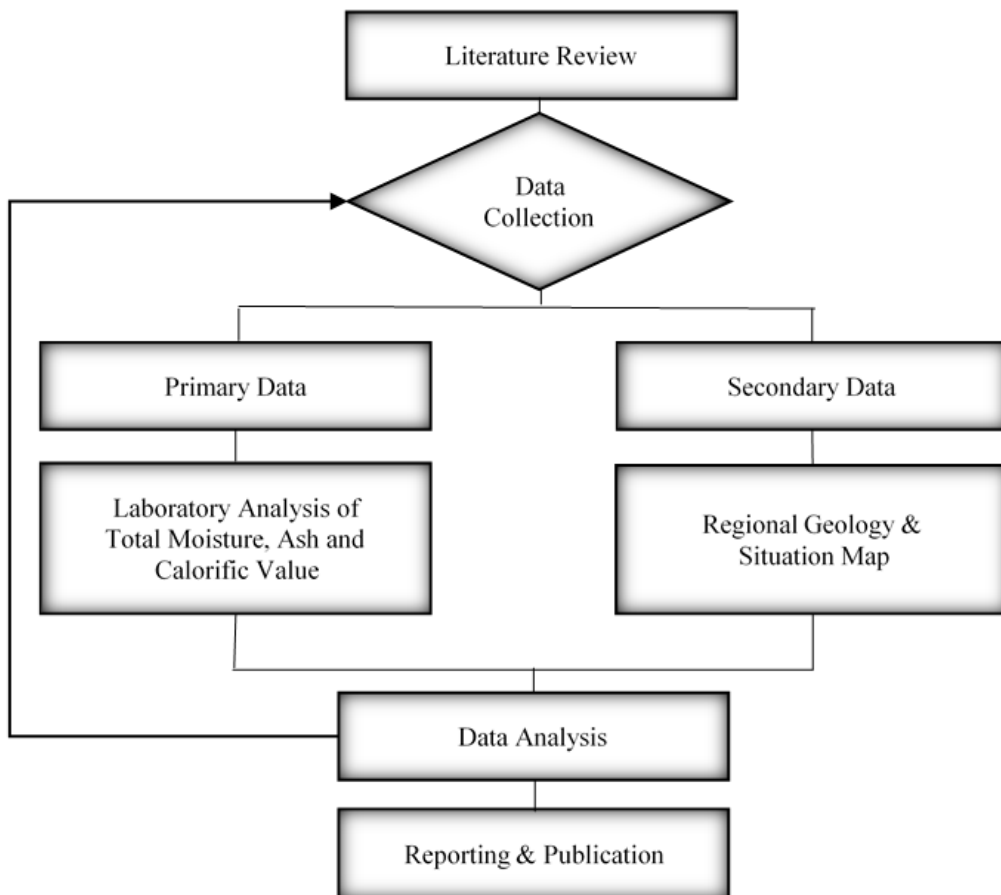 Literature Review
Data
Collection
Primary Data
Secondary Data
Laboratory Analysis of
Total Moisture, Ash and
Calorific Value
Regional Geology &
Situation Map
Data Analysis
Reporting & Publication